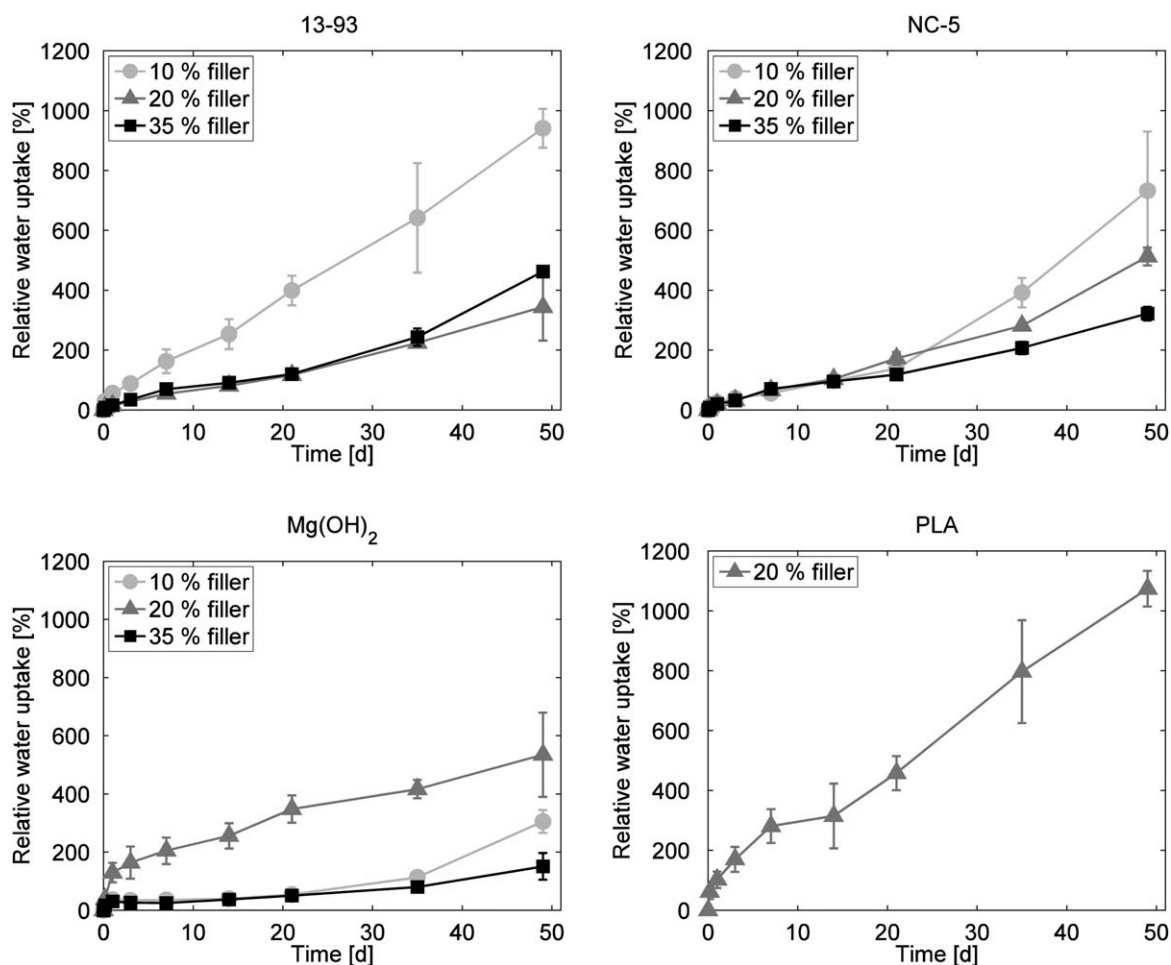 13-93
1200
1000
800
600
400
200
0
Relative water uptake [%]
10 % filler
20 % filler
35 % filler
0 10 20 30 40 50
Time [d]
NC-5
1200
1000
800
600
400
200
0
Relative water uptake [%]
10 % filler
20 % filler
35 % filler
0 10 20 30 40 50
Time [d]
Mg(OH)₂
1200
1000
800
600
400
200
0
Relative water uptake [%]
10 % filler
20 % filler
35 % filler
0 10 20 30 40 50
Time [d]
PLA
1200
1000
800
600
400
200
0
Relative water uptake [%]
20 % filler
0 10 20 30 40 50
Time [d]